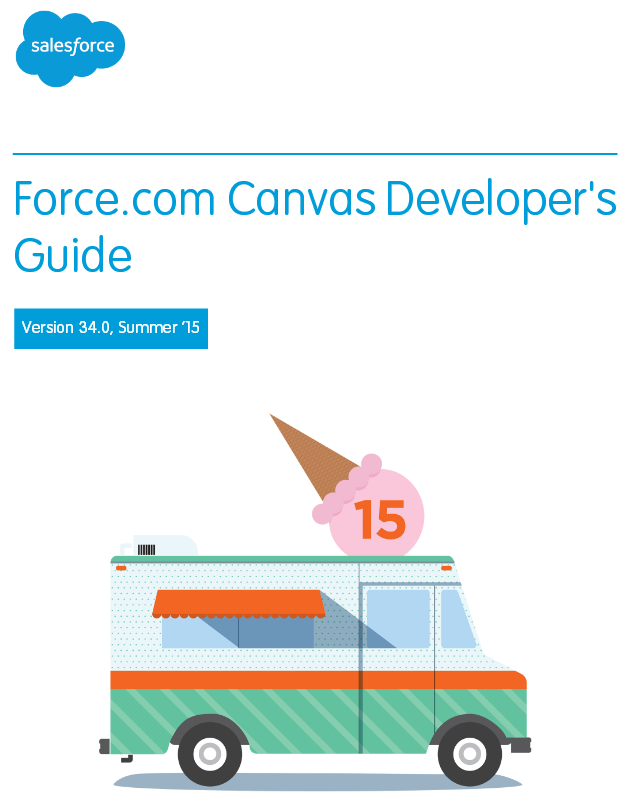 salesforce
Force.com Canvas Developer's
Guide
Version 34.0, Summer ’15
15